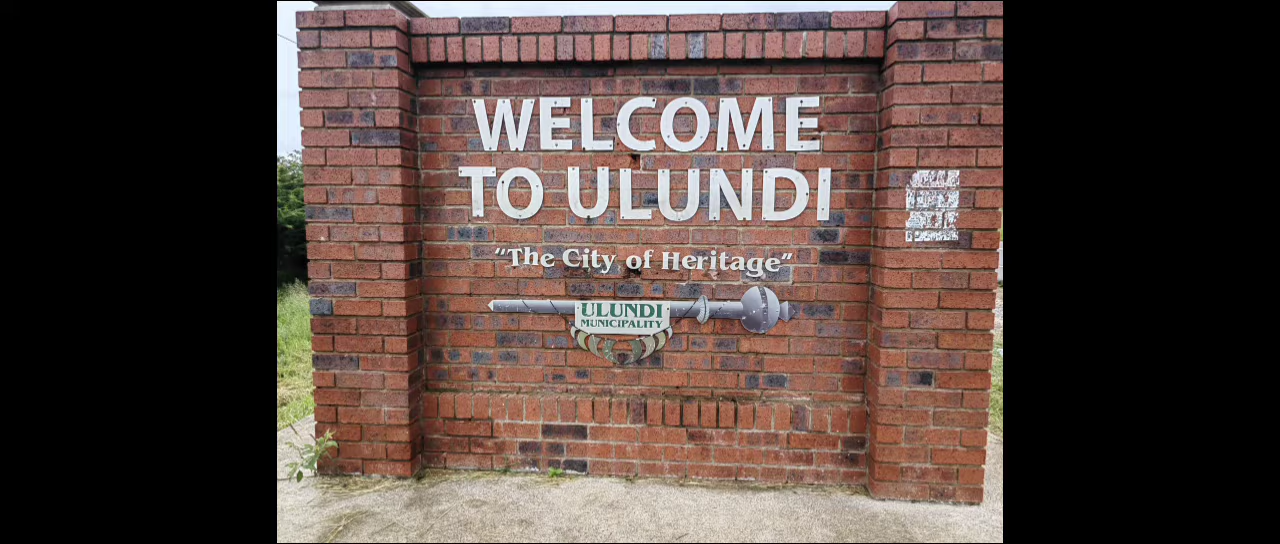 WELCOME
TO ULUNDI
“The City of Heritage”
ULUNDI
MUNICIPALITY